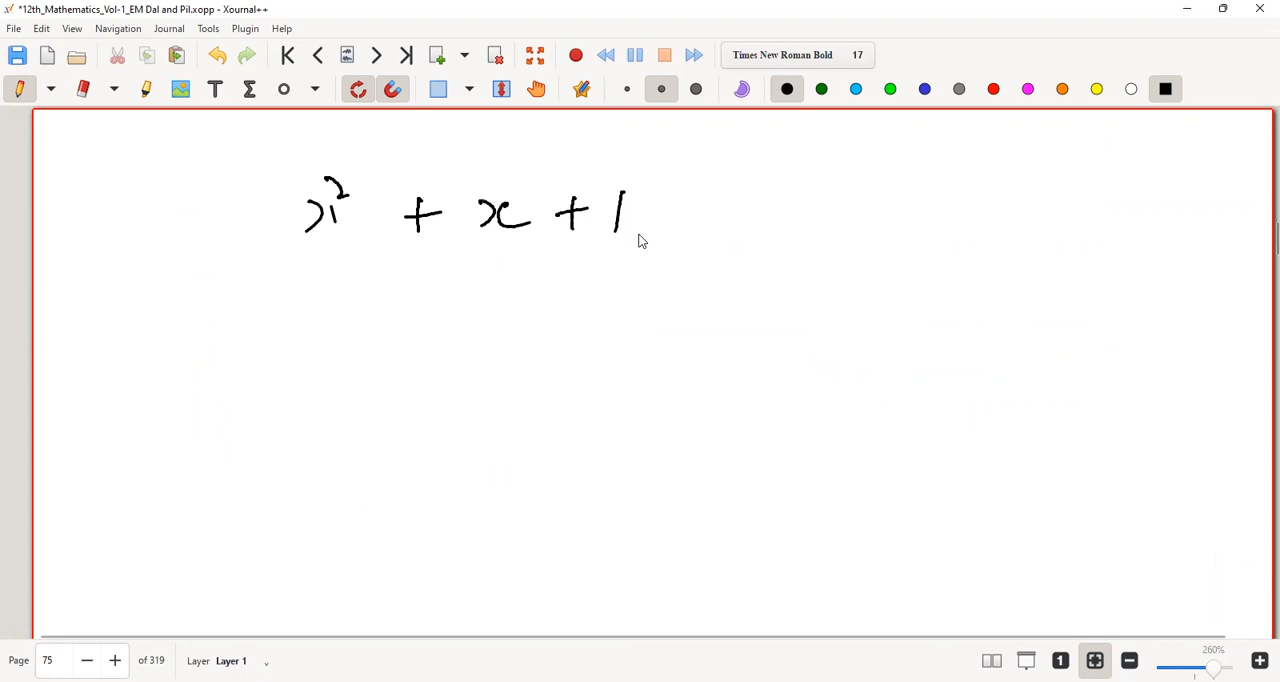 *12th_Mathematics_Vol-1_EM Dal and Pil.xopp - Xournal++
File Edit View Navigation Journal Tools Plugin Help
Times New Roman Bold 17
x² + x + 1
Page 75 of 319 Layer Layer 1 1 260%